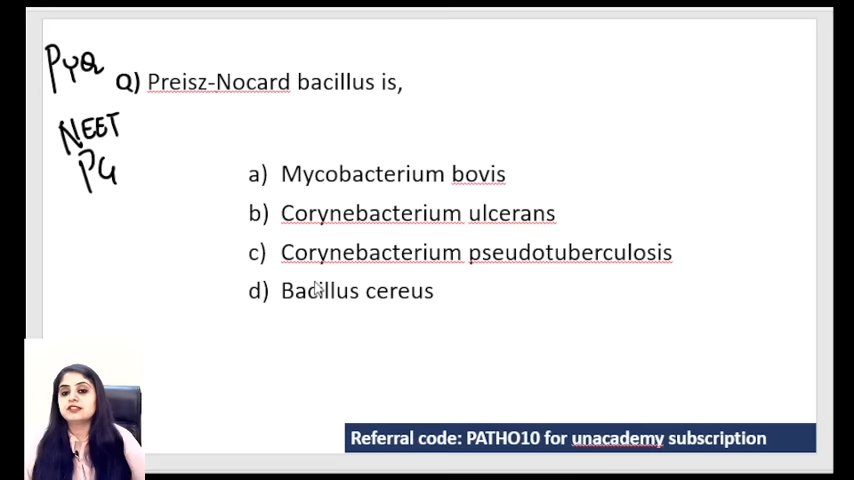 PYQ
Q) Preisz-Nocard bacillus is,
NEET
PG
a) Mycobacterium bovis
b) Corynebacterium ulcerans
c) Corynebacterium pseudotuberculosis
d) Bacillus cereus
Referral code: PATHO10 for unacademy subscription